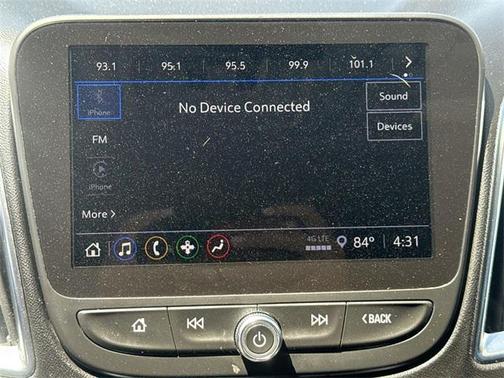 93.1 95.1 95.5 99.9 101.1
iPhone
No Device Connected
Sound
FM
Devices
iPhone
More
4G LTE 84° 4:31
BACK